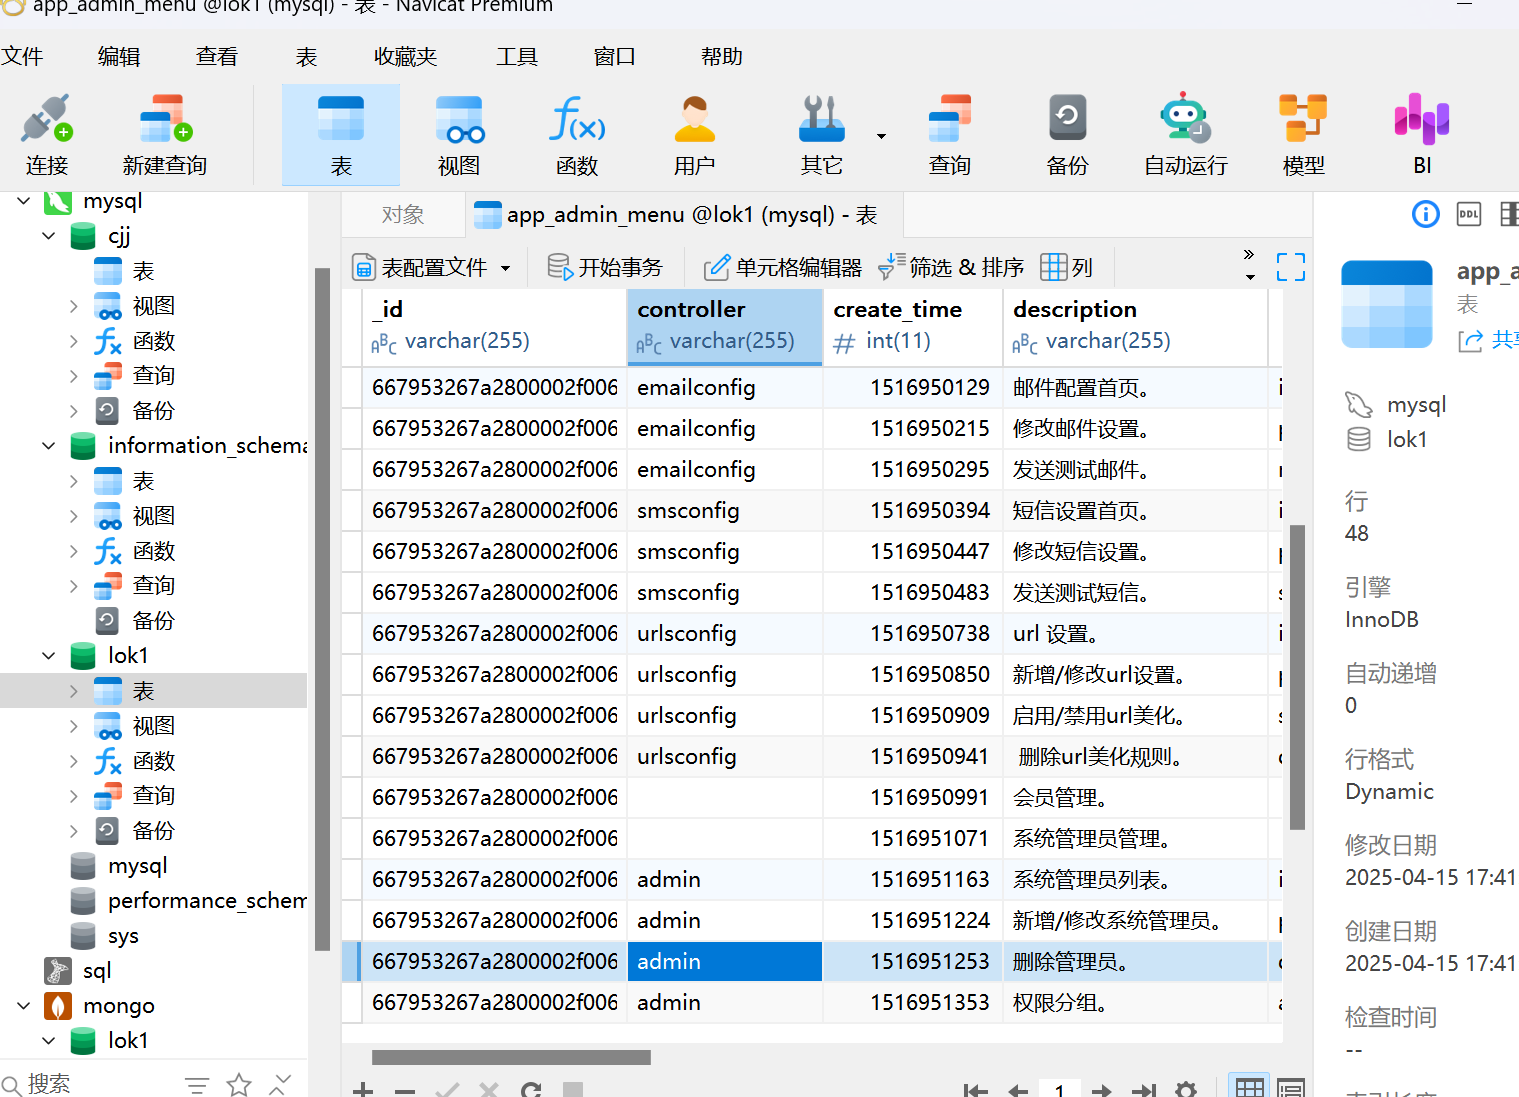 app_admin_menu @lok1 (mysql) - 表 - Navicat Premium
文件 编辑 查看 表 收藏夹 工具 窗口 帮助
连接 新建查询 表 视图 函数 用户 其它 查询 备份 自动运行 模型 BI
mysql
cjj
表
视图
函数
查询
备份
information_schema
表
视图
函数
查询
备份
lok1
表
视图
函数
查询
备份
mysql
performance_schem
sys
sql
mongo
lok1
搜索
对象 app_admin_menu @lok1 (mysql) - 表
表配置文件 开始事务 单元格编辑器 筛选 & 排序 列
_id controller create_time description
varchar(255) varchar(255) # int(11) varchar(255)
667953267a2800002f006 emailconfig 1516950129 邮件配置首页。
667953267a2800002f006 emailconfig 1516950215 修改邮件设置。
667953267a2800002f006 emailconfig 1516950295 发送测试邮件。
667953267a2800002f006 smsconfig 1516950394 短信设置首页。
667953267a2800002f006 smsconfig 1516950447 修改短信设置。
667953267a2800002f006 smsconfig 1516950483 发送测试短信。
667953267a2800002f006 urlsconfig 1516950738 url 设置。
667953267a2800002f006 urlsconfig 1516950850 新增/修改url设置。
667953267a2800002f006 urlsconfig 1516950909 启用/禁用url美化。
667953267a2800002f006 urlsconfig 1516950941 删除url美化规则。
667953267a2800002f006 1516950991 会员管理。
667953267a2800002f006 1516951071 系统管理员管理。
667953267a2800002f006 admin 1516951163 系统管理员列表。
667953267a2800002f006 admin 1516951224 新增/修改系统管理员。
667953267a2800002f006 admin 1516951253 删除管理员。
667953267a2800002f006 admin 1516951353 权限分组。
1
DDL
app_a
表
共享
mysql
lok1
行
48
引擎
InnoDB
自动递增
0
行格式
Dynamic
修改日期
2025-04-15 17:41
创建日期
2025-04-15 17:41
检查时间
--